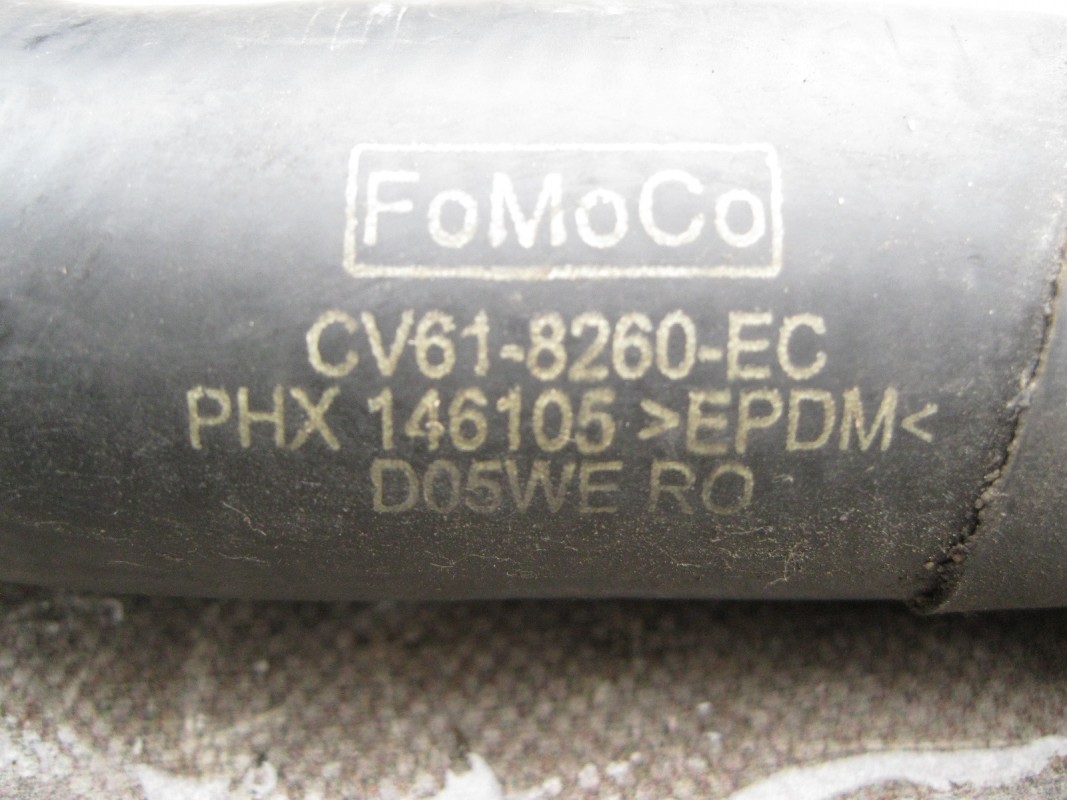 FoMoCo
CV61-8260-EC
PHX 146105 >EPDM<
D05WE RO